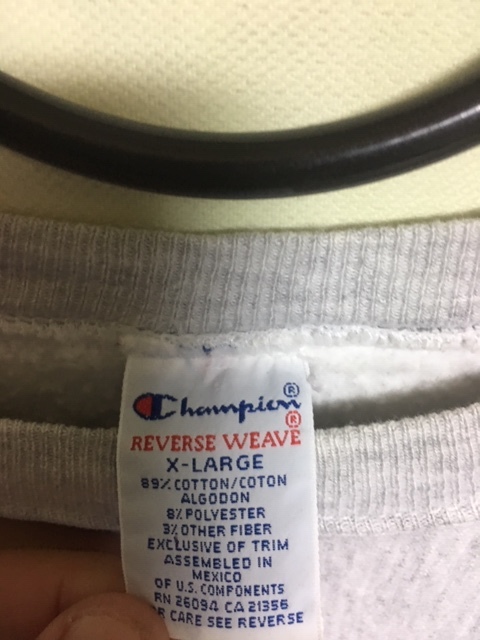 Champion®
REVERSE WEAVE®
X-LARGE
89% COTTON/COTON
ALGODON
8% POLYESTER
3% OTHER FIBER
EXCLUSIVE OF TRIM
ASSEMBLED IN
MEXICO
OF U.S. COMPONENTS
RN 26094 CA 21356
R CARE SEE REVERSE